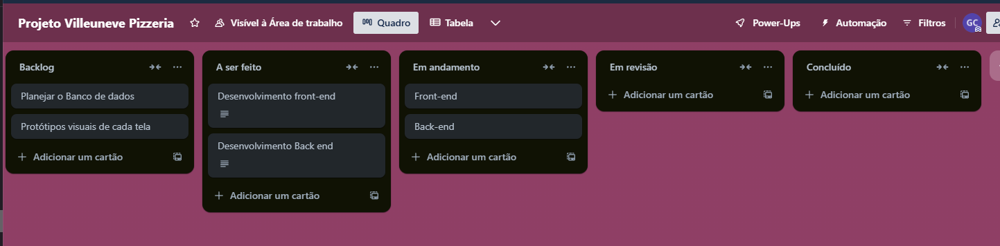 Projeto Villeuneve Pizzeria
Visível à Área de trabalho
Quadro
Tabela
Power-Ups
Automação
Filtros
GC
Backlog
Planejar o Banco de dados
Protótipos visuais de cada tela
Adicionar um cartão
A ser feito
Desenvolvimento front-end
Desenvolvimento Back end
Adicionar um cartão
Em andamento
Front-end
Back-end
Adicionar um cartão
Em revisão
Adicionar um cartão
Concluído
Adicionar um cartão